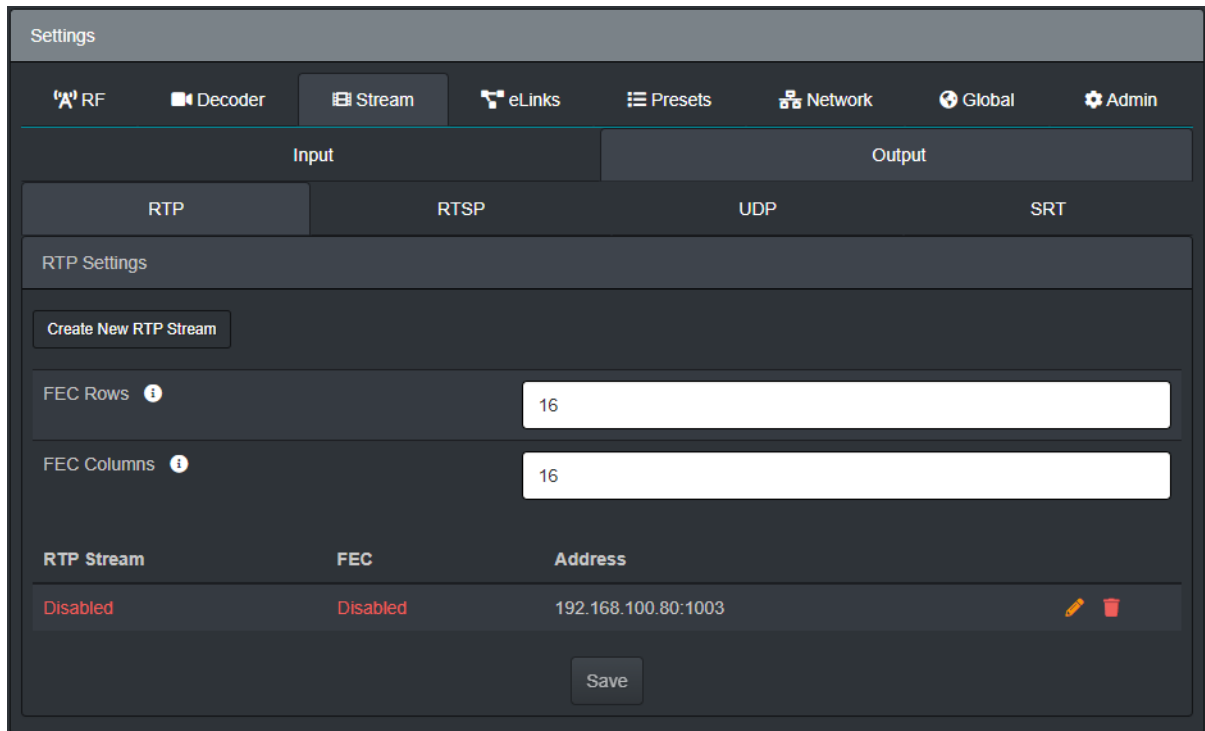 Settings
RF Decoder Stream eLinks Presets Network Global Admin
Input Output
RTP RTSP UDP SRT
RTP Settings
Create New RTP Stream
FEC Rows 16
FEC Columns 16
RTP Stream FEC Address
Disabled Disabled 192.168.100.80:1003
Save